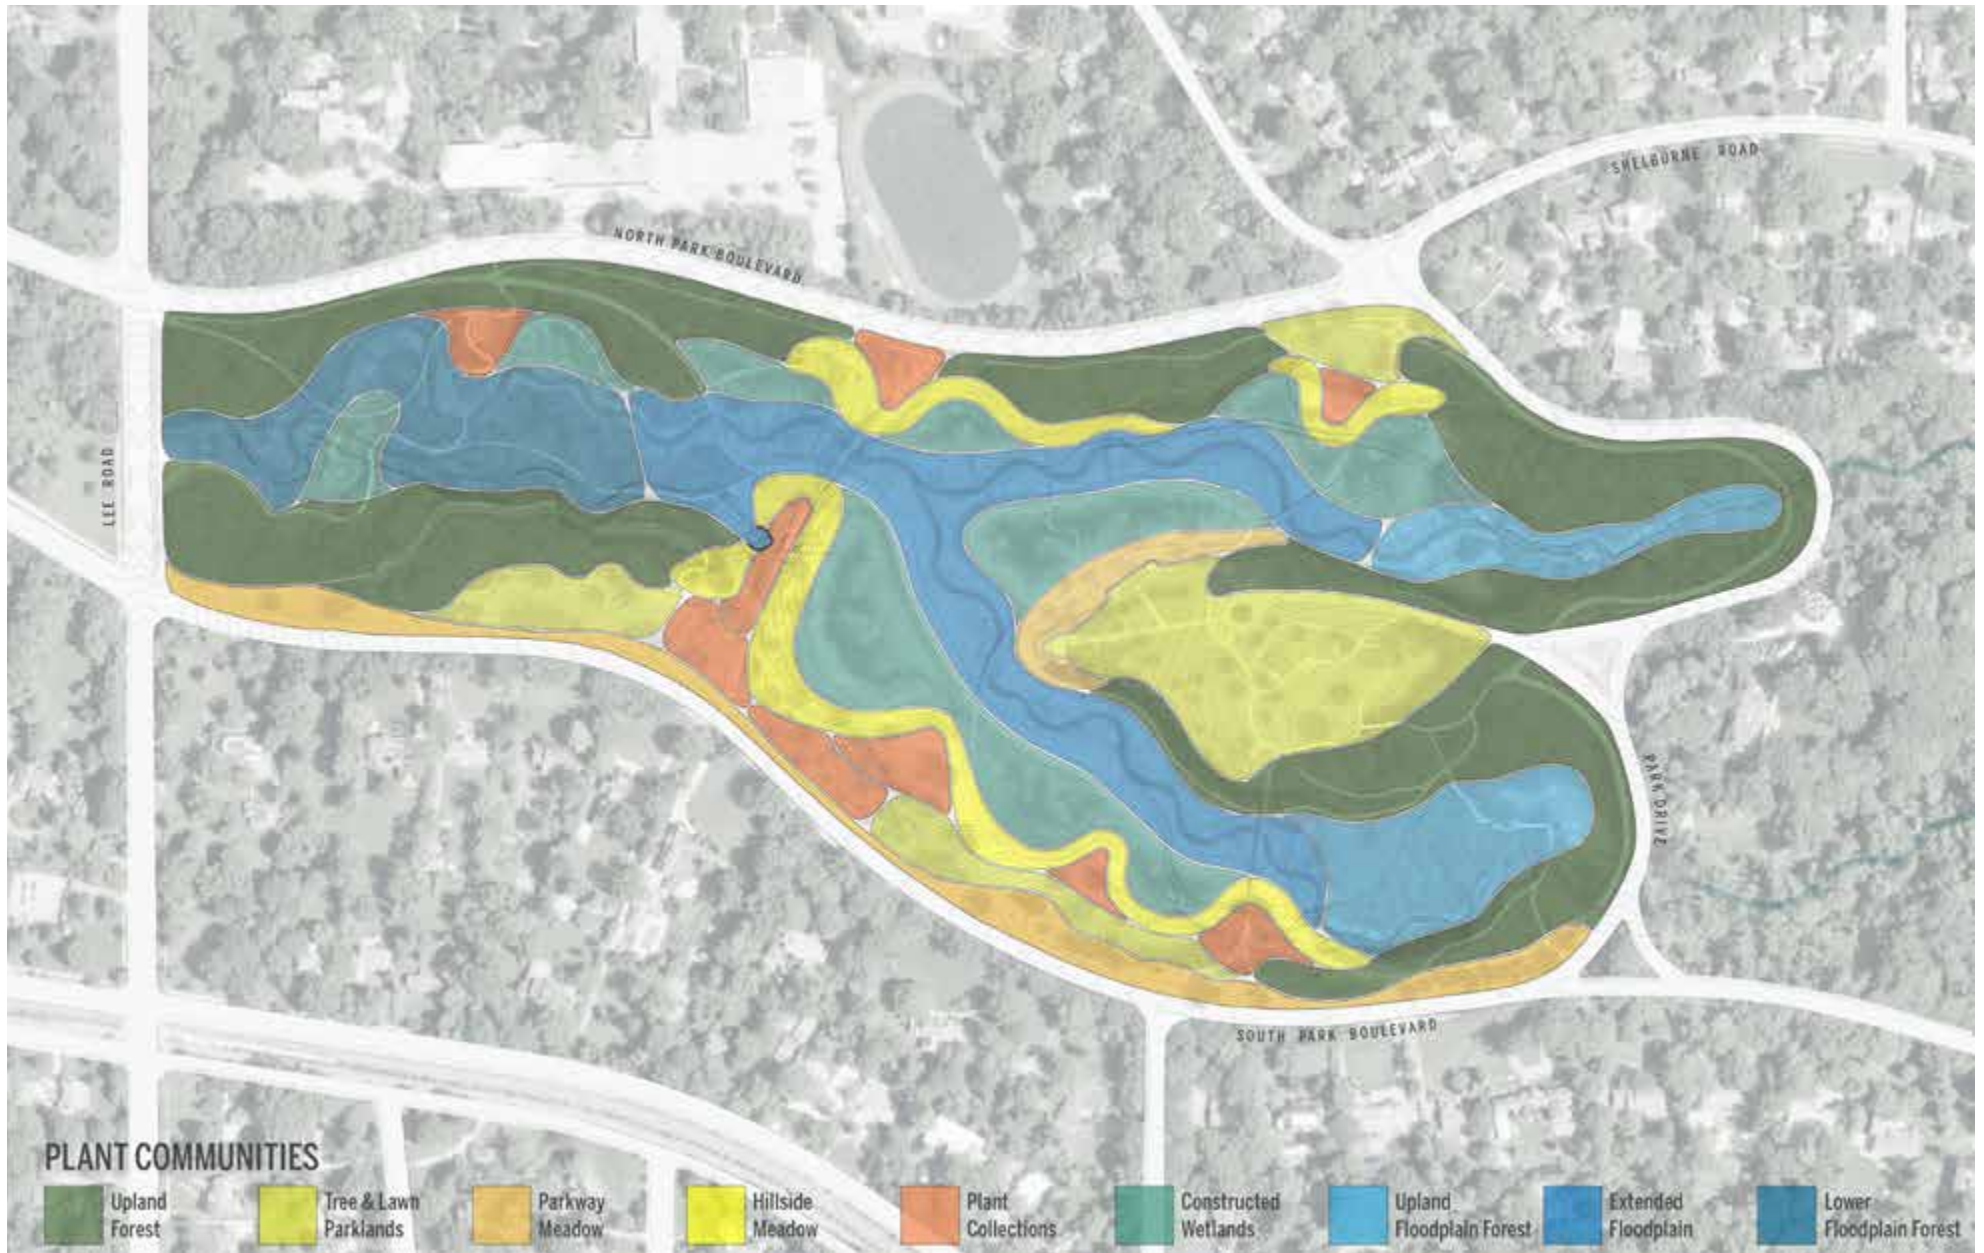 SHELBURNE ROAD
NORTH PARK BOULEVARD
LEE ROAD
PARK DRIVE
SOUTH PARK BOULEVARD
PLANT COMMUNITIES
Upland
Forest
Tree & Lawn
Parklands
Parkway
Meadow
Hillside
Meadow
Plant
Collections
Constructed
Wetlands
Upland
Floodplain Forest
Extended
Floodplain
Lower
Floodplain Forest